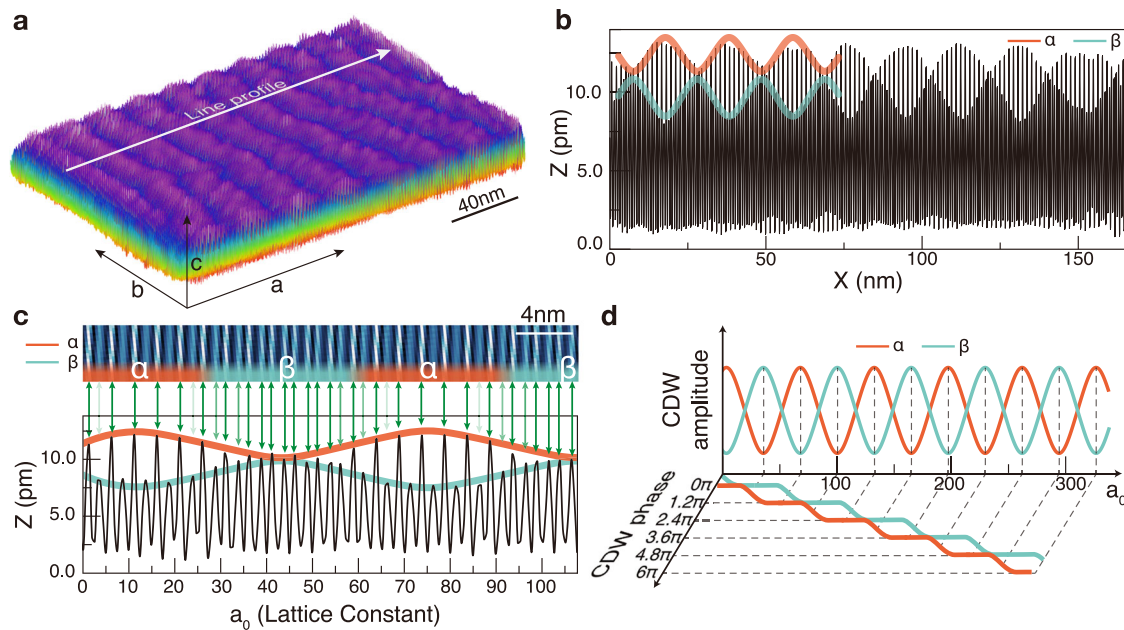 a
Line profile
40nm
c
b
a
b
α
β
10.0
5.0
0.0
Z (pm)
0
50
100
150
X (nm)
c
α
β
4nm
α
β
α
β
10.0
5.0
0.0
Z (pm)
0
10
20
30
40
50
60
70
80
90
100
a₀ (Lattice Constant)
d
α
β
CDW
amplitude
100
200
300
a₀
CDW phase
0π
1.2π
2.4π
3.6π
4.8π
6π